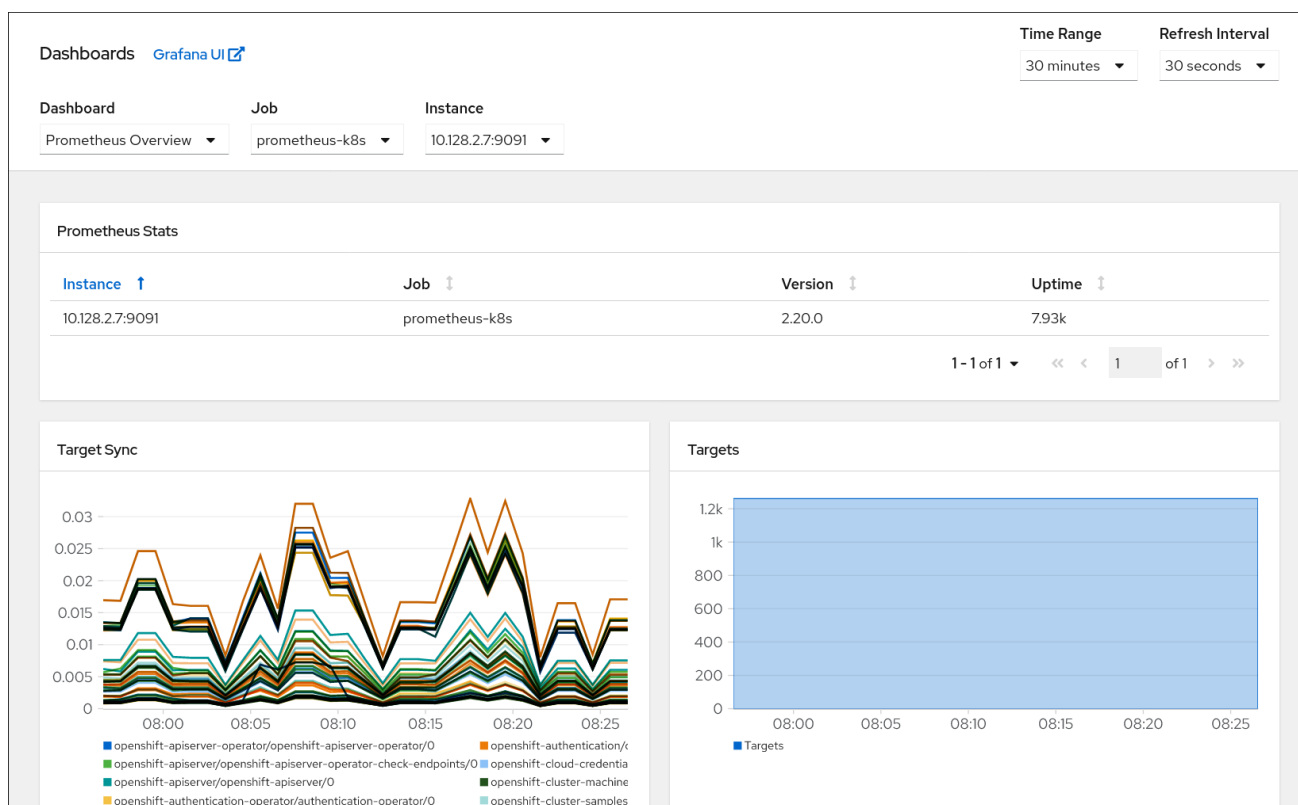 Dashboards Grafana UI
Time Range Refresh Interval
30 minutes 30 seconds
Dashboard Job Instance
Prometheus Overview prometheus-k8s 10.128.2.7:9091
Prometheus Stats
Instance Job Version Uptime
10.128.2.7:9091 prometheus-k8s 2.20.0 7.93k
1 - 1 of 1 1 of 1
Target Sync
0.03
0.025
0.02
0.015
0.01
0.005
0
08:00 08:05 08:10 08:15 08:20 08:25
openshift-apiserver-operator/openshift-apiserver-operator/0 openshift-authentication/
openshift-apiserver/openshift-apiserver-operator-check-endpoints/0 openshift-cloud-credentia
openshift-apiserver/openshift-apiserver/0 openshift-cluster-machine
openshift-authentication-operator/authentication-operator/0 openshift-cluster-samples
Targets
1.2k
1k
800
600
400
200
0
08:00 08:05 08:10 08:15 08:20 08:25
Targets